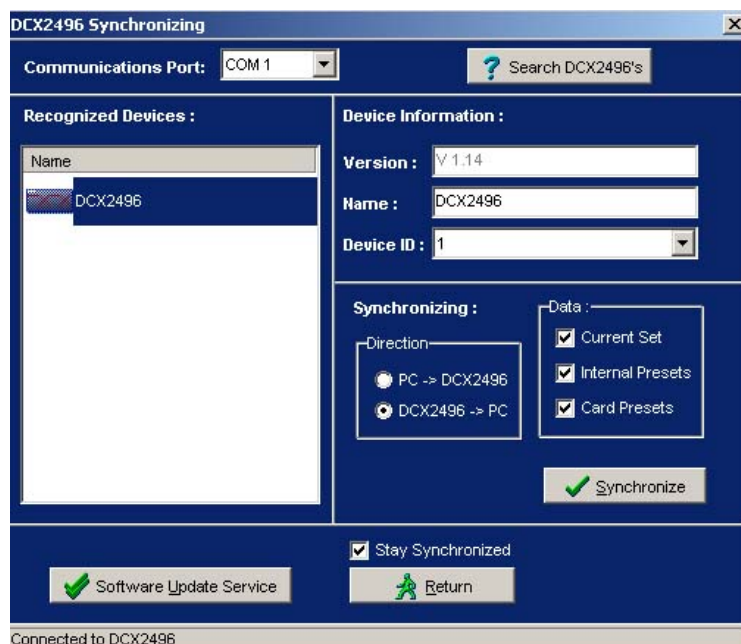 DCX2496 Synchronizing
Communications Port: COM 1
Search DCX2496's
Recognized Devices :
Name
DCX2496
Device Information :
Version : V 1.14
Name : DCX2496
Device ID : 1
Synchronizing :
Direction
PC -> DCX2496
DCX2496 -> PC
Data :
Current Set
Internal Presets
Card Presets
Synchronize
Stay Synchronized
Software Update Service
Return
Connected to DCX2496